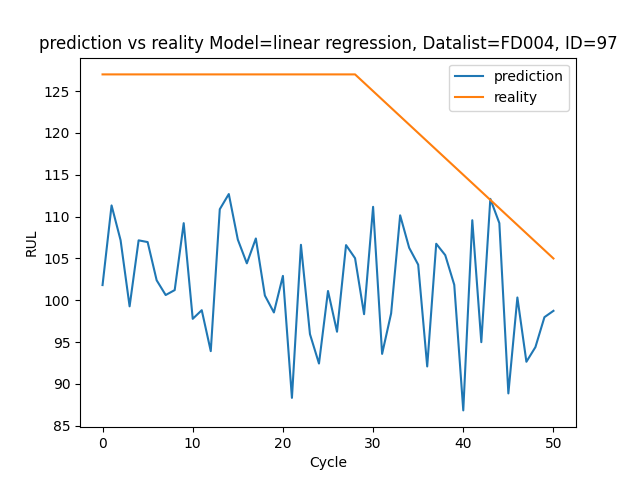 prediction vs reality Model=linear regression, Datalist=FD004, ID=97
prediction
reality
125
120
115
110
105
100
95
90
85
RUL
0 10 20 30 40 50
Cycle